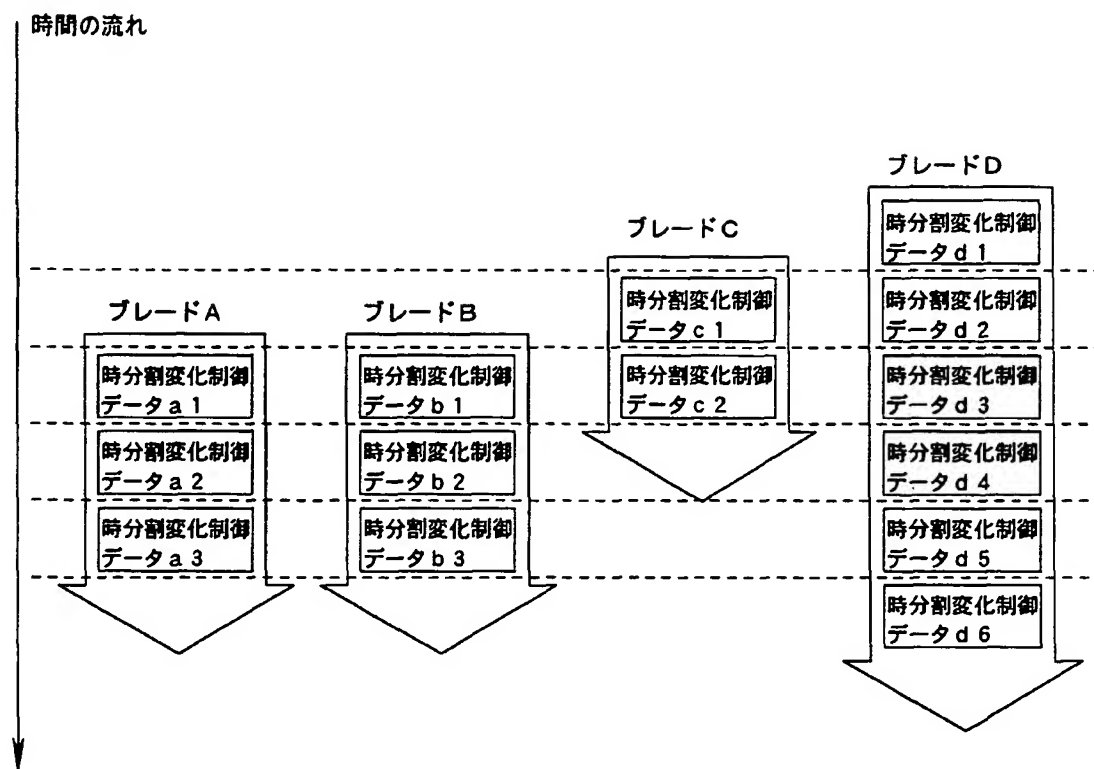 時間の流れ
ブレードA
時分割変化制御
データa1
時分割変化制御
データa2
時分割変化制御
データa3
ブレードB
時分割変化制御
データb1
時分割変化制御
データb2
時分割変化制御
データb3
ブレードC
時分割変化制御
データc1
時分割変化制御
データc2
ブレードD
時分割変化制御
データd1
時分割変化制御
データd2
時分割変化制御
データd3
時分割変化制御
データd4
時分割変化制御
データd5
時分割変化制御
データd6